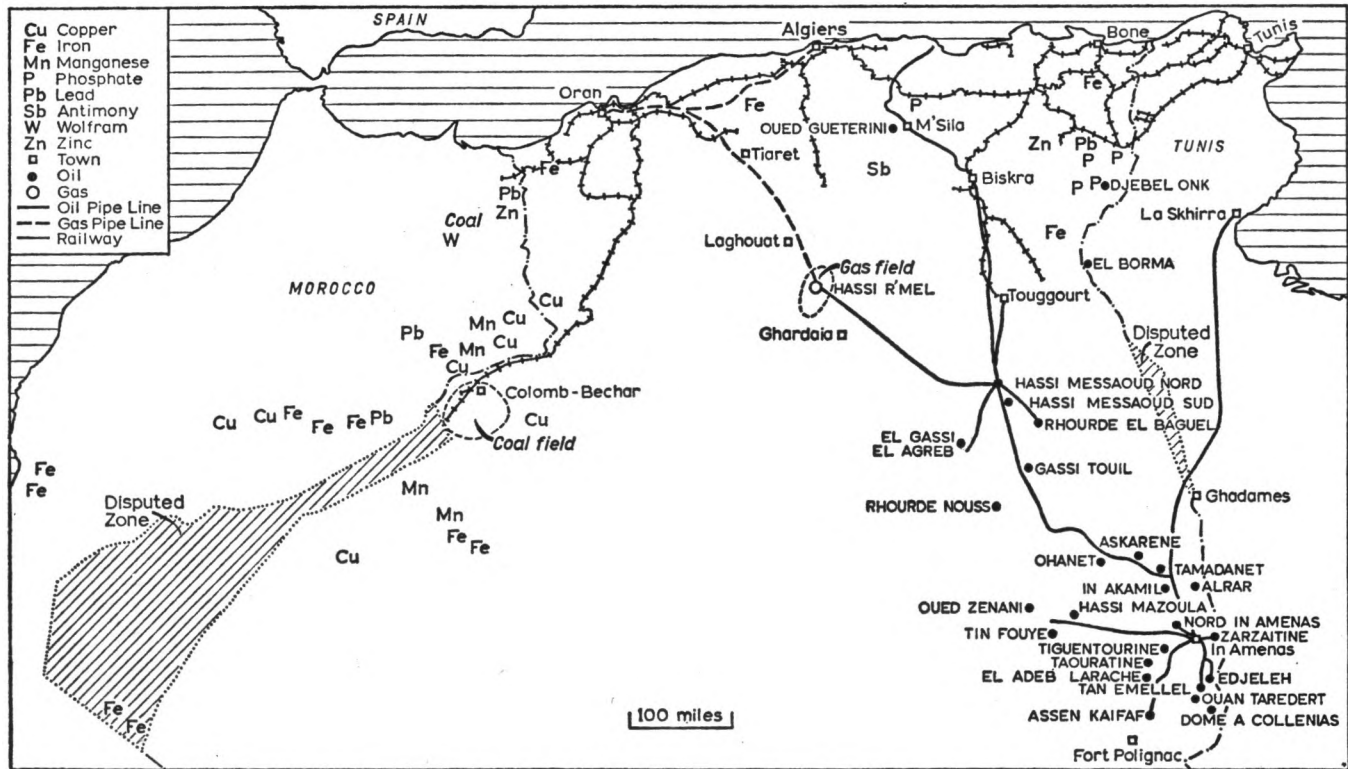 Cu Copper
Fe Iron
Mn Manganese
P Phosphate
Pb Lead
Sb Antimony
W Wolfram
Zn Zinc
Town
Oil
Gas
Oil Pipe Line
Gas Pipe Line
Railway
SPAIN
Algiers
Bone
Tunis
Oran
Fe
Fe
P
OUED GUETERINI
M'Sila
Tiaret
Zn
Pb
P
P
TUNIS
Fe
Pb
Zn
Sb
Biskra
P
P
DJEBEL ONK
La Skhirra
Coal
W
Laghouat
Fe
Gas field
HASSI R'MEL
EL BORMA
MOROCCO
Touggourt
Cu
Cu
Mn
Pb
Fe
Mn
Cu
Cu
Ghardaia
Disputed
Zone
Colomb-Bechar
HASSI MESSAOUD NORD
HASSI MESSAOUD SUD
RHOURDE EL BAGUEL
Cu
Cu
Fe
Fe
Fe
Pb
Cu
Coal field
EL GASSI
EL AGREB
GASSI TOUIL
Fe
Fe
Mn
Disputed
Zone
Mn
Fe
Fe
Cu
RHOURDE NOUSS
Ghadames
ASKARENE
OHANET
TAMADANET
IN AKAMIL
ALRAR
OUED ZENANI
HASSI MAZOULA
NORD IN AMENAS
TIN FOUYE
ZARZAITINE
In Amenas
TIGUENTOURINE
TAOURATINE
EL ADEB LARACHE
EDJELEH
TAN EMELLEL
OUAN TAREDERT
ASSEN KAIFAF
DOME A COLLENIAS
Fe
Fe
100 miles
Fort Polignac